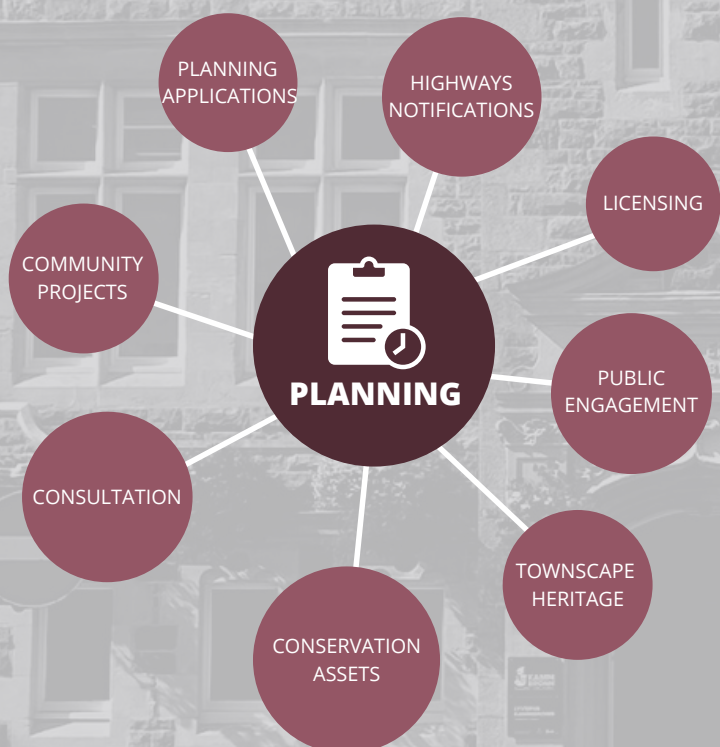 PLANNING
APPLICATIONS
HIGHWAYS
NOTIFICATIONS
LICENSING
COMMUNITY
PROJECTS
PLANNING
PUBLIC
ENGAGEMENT
CONSULTATION
TOWNSCAPE
HERITAGE
CONSERVATION
ASSETS